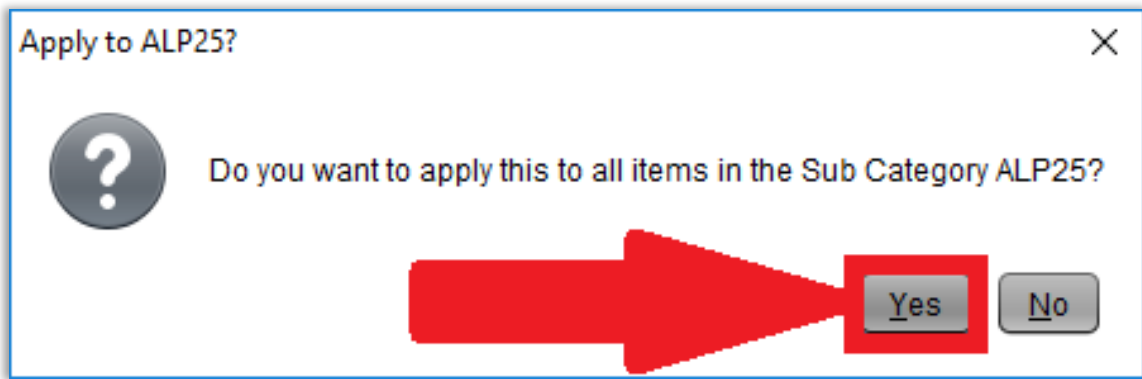 Apply to ALP25?
Do you want to apply this to all items in the Sub Category ALP25?
Yes No